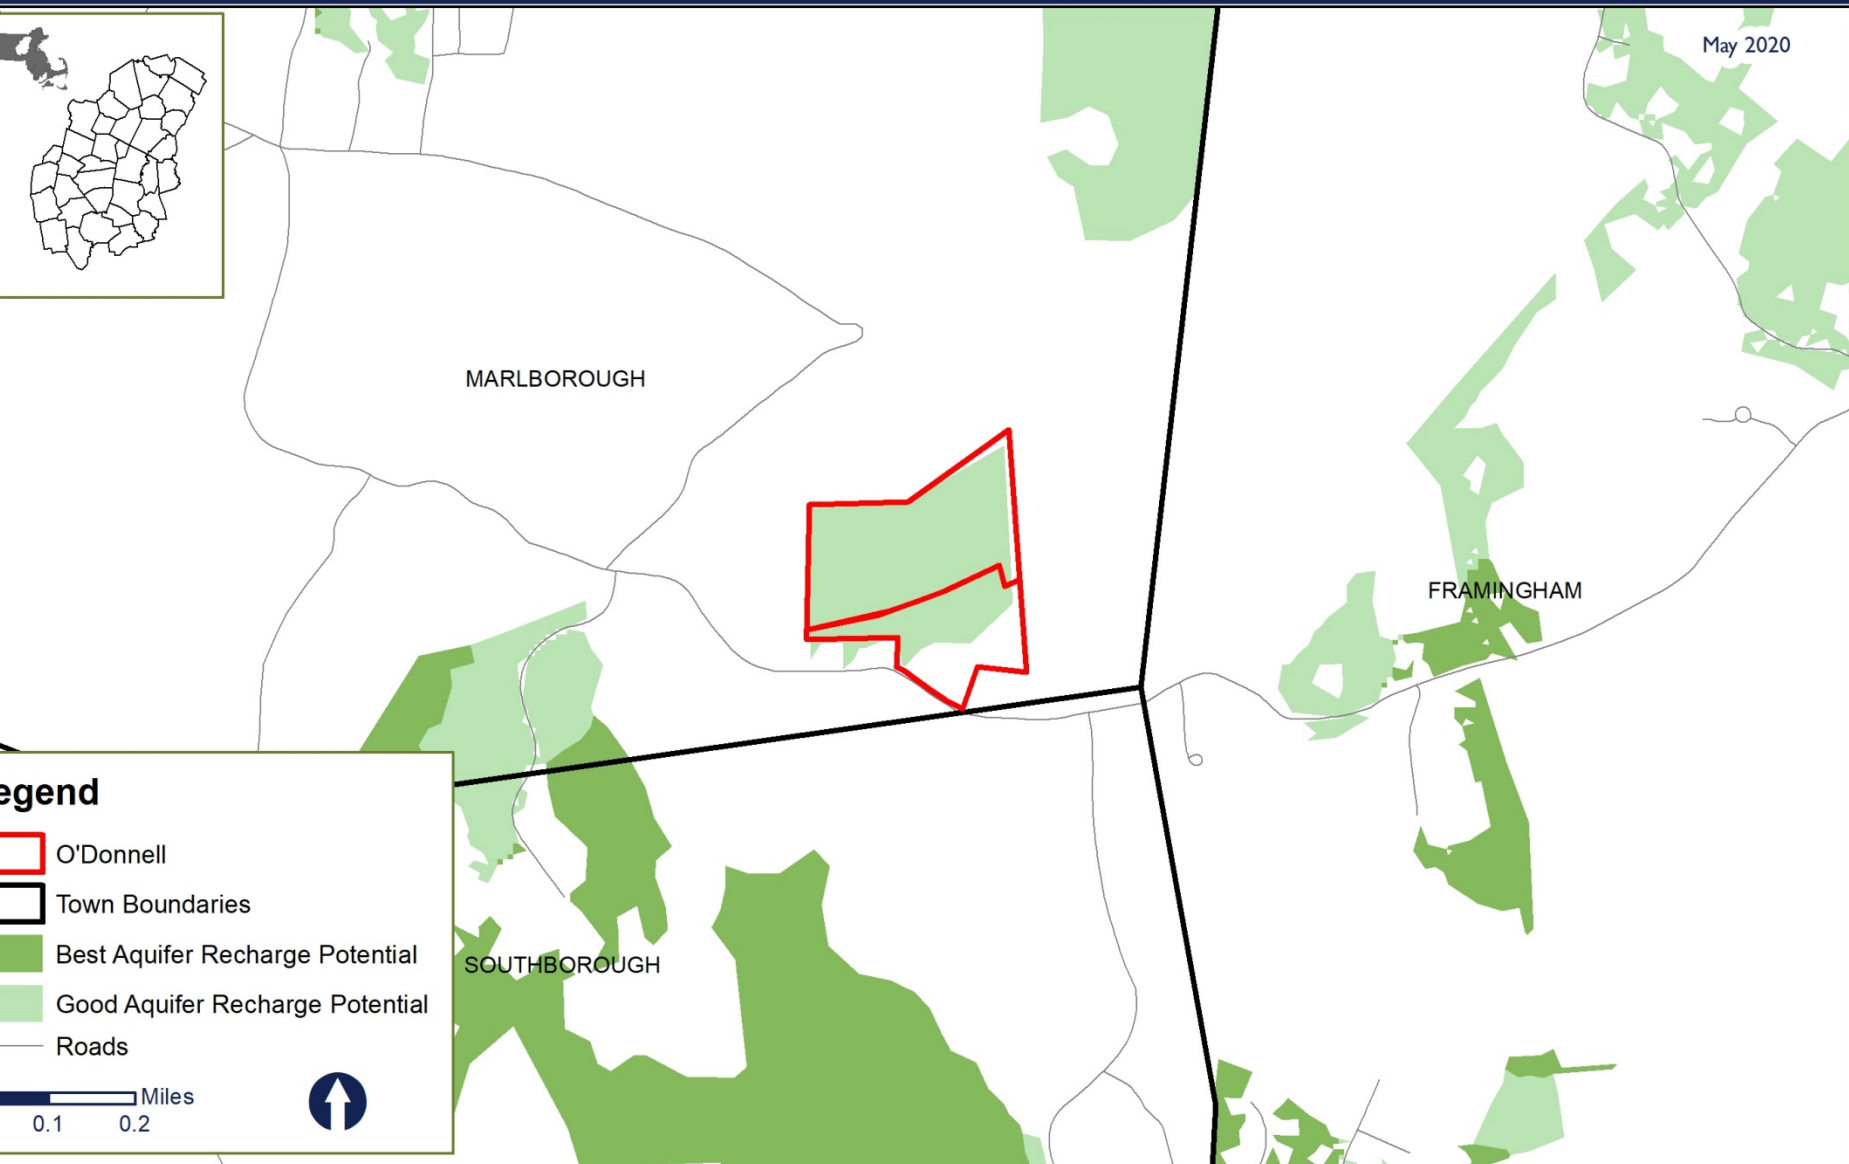 May 2020
MARLBOROUGH
FRAMINGHAM
SOUTHBOROUGH
egend
O'Donnell
Town Boundaries
Best Aquifer Recharge Potential
Good Aquifer Recharge Potential
Roads
Miles
0.1 0.2